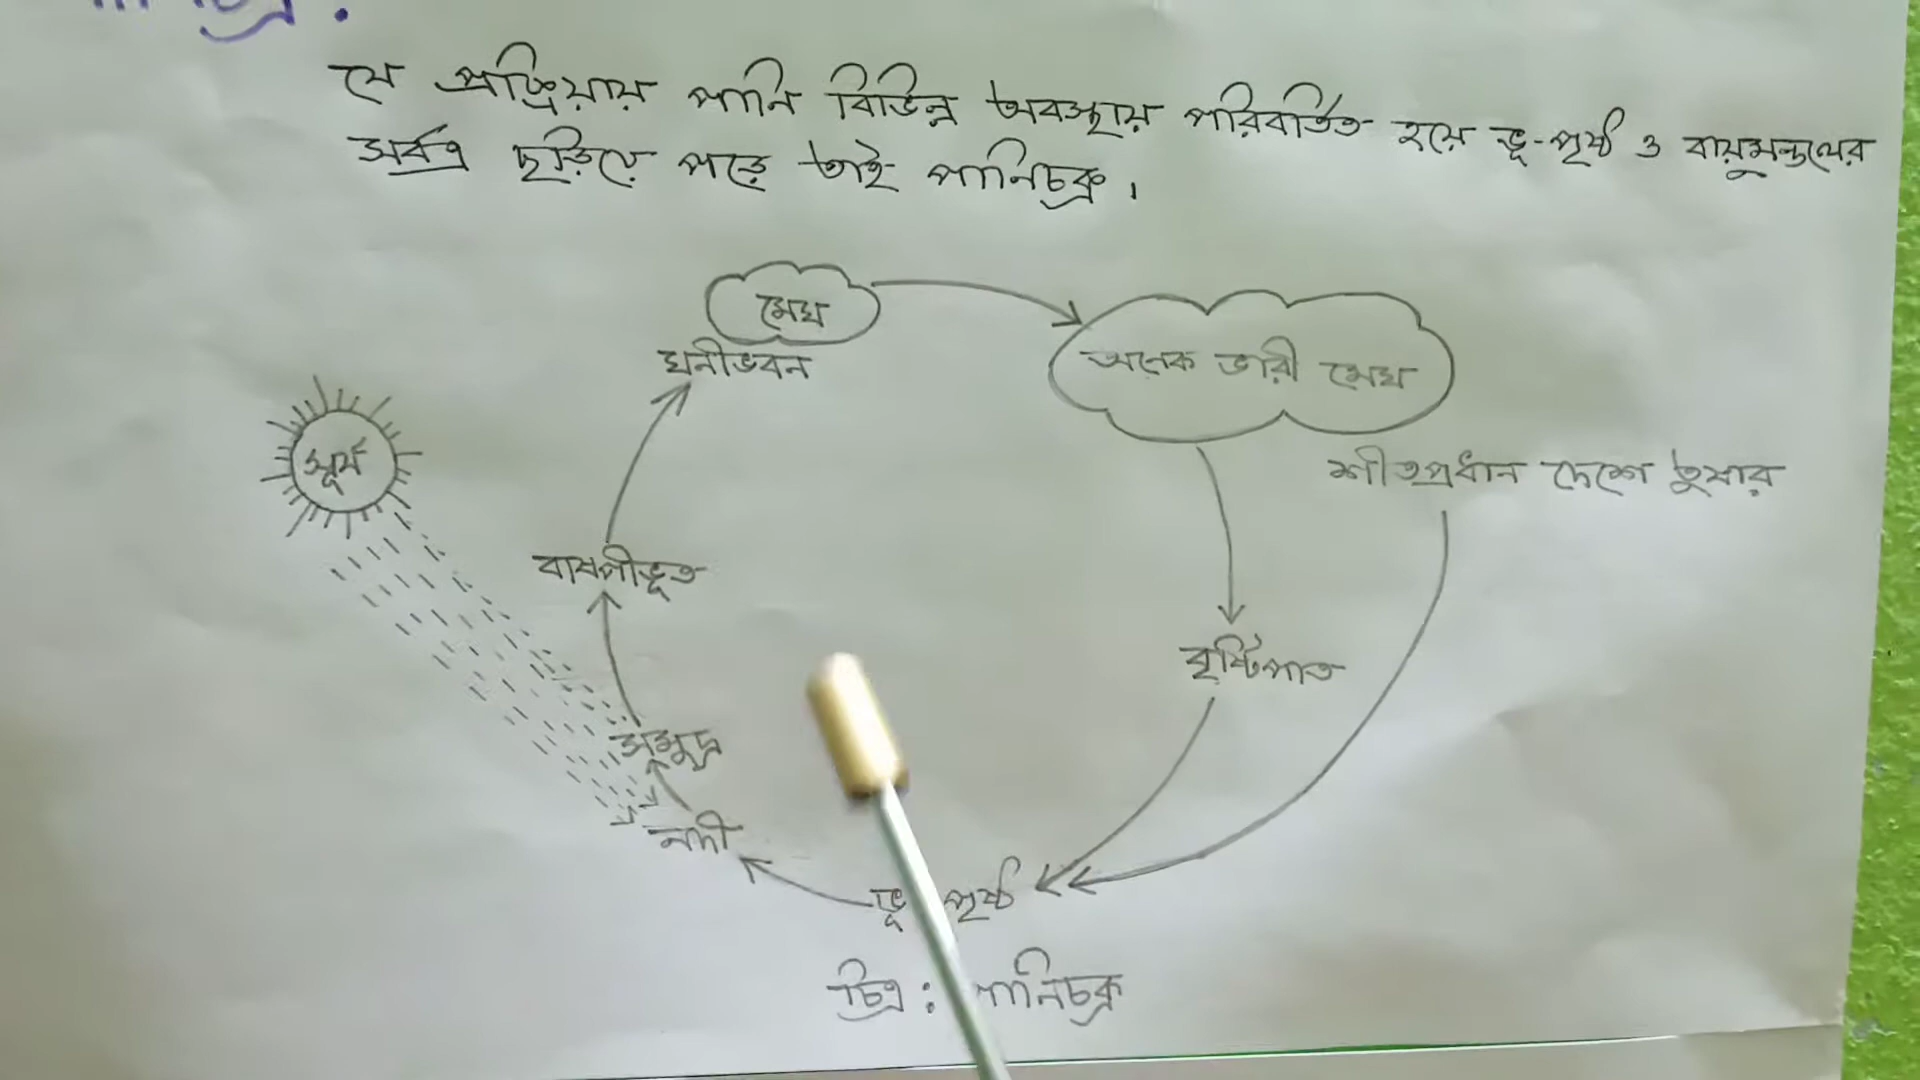 যে প্রক্রিয়ায় পানি বিভিন্ন অবস্থায় পরিবর্তিত হয়ে ভূ-পৃষ্ঠ ও বায়ুমন্ডলের
সর্বত্র ছড়িয়ে পড়ে তাই পানিচক্র।
মেঘ
অনেক ভারী মেঘ
ঘনীভবন
সূর্য
শীতপ্রধান দেশে তুষার
বাষ্পীভূত
বৃষ্টিপাত
সমুদ্র
নদী
ভূ পৃষ্ঠ
চিত্র : পানিচক্র